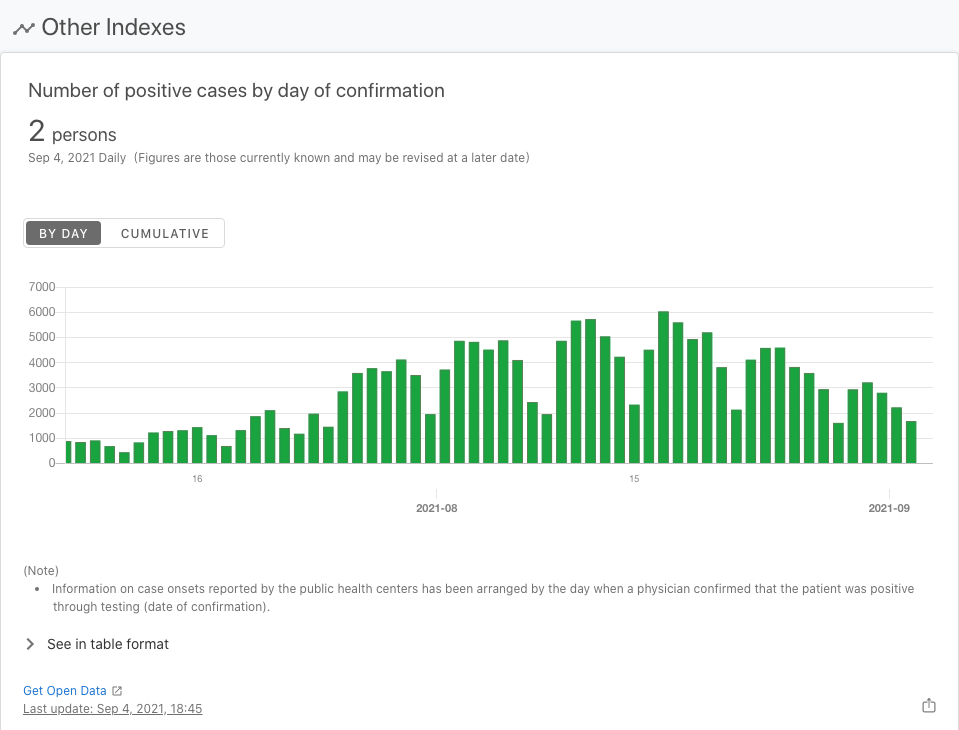 Other Indexes
Number of positive cases by day of confirmation
2 persons
Sep 4, 2021 Daily (Figures are those currently known and may be revised at a later date)
BY DAY CUMULATIVE
7000
6000
5000
4000
3000
2000
1000
0
16 15
2021-08 2021-09
(Note)
• Information on case onsets reported by the public health centers has been arranged by the day when a physician confirmed that the patient was positive
through testing (date of confirmation).
See in table format
Get Open Data
Last update: Sep 4, 2021, 18:45